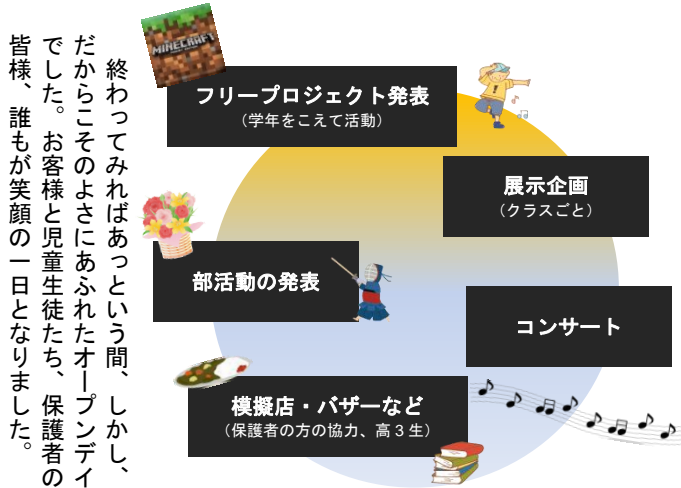 終わってみればあっという間、しかし、
だからこそのよさにあふれたオープンデイ
でした。お客様と児童生徒たち、保護者の
皆様、誰もが笑顔の一日となりました。
MINECRAFT
フリープロジェクト発表
（学年をこえて活動）
展示企画
（クラスごと）
部活動の発表
コンサート
模擬店・バザーなど
（保護者の方の協力、高３生）